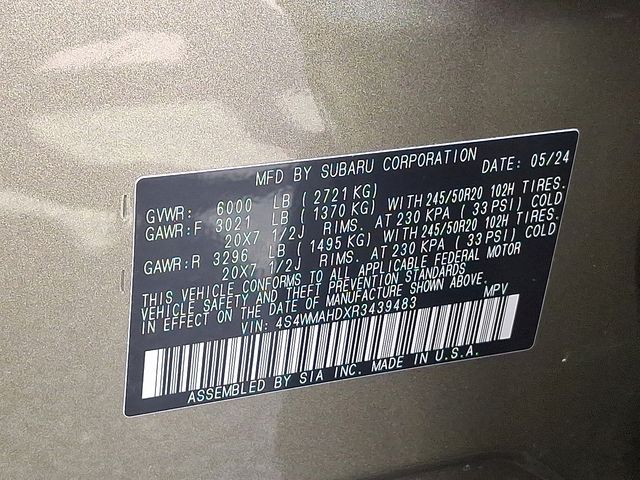 MFD BY SUBARU CORPORATION DATE: 05/24
GVWR: 6000 LB ( 2721 KG)
GAWR:F 3021 LB ( 1370 KG) WITH 245/50R20 102H TIRES.
20X7 1/2J RIMS. AT 230 KPA ( 33 PSI) COLD
GAWR:R 3296 LB ( 1495 KG) WITH 245/50R20 102H TIRES.
20X7 1/2J RIMS. AT 230 KPA ( 33 PSI) COLD
THIS VEHICLE CONFORMS TO ALL APPLICABLE FEDERAL MOTOR
VEHICLE SAFETY AND THEFT PREVENTION STANDARDS
IN EFFECT ON THE DATE OF MANUFACTURE SHOWN ABOVE.
VIN: 4S4WMAHDXR3439483 MPV
ASSEMBLED BY SIA INC. MADE IN U.S.A.